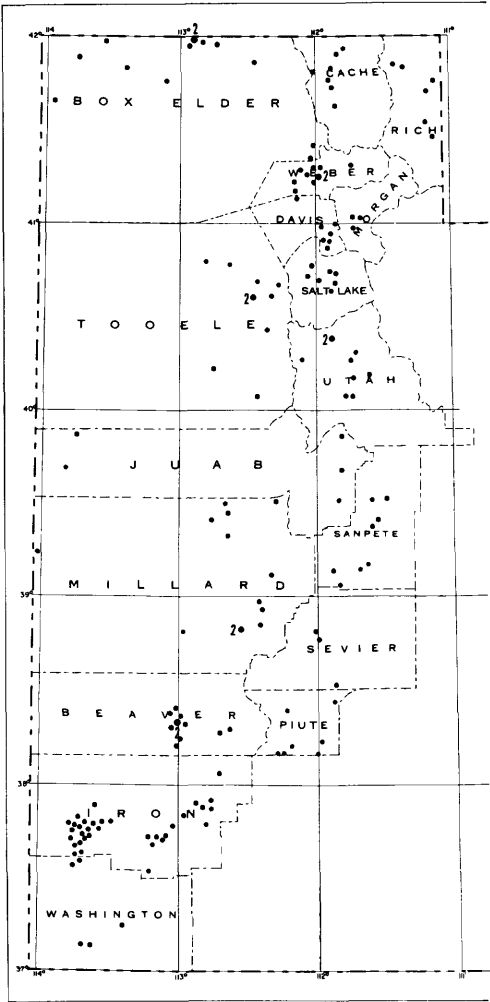 114 113° 112° 111°
42°
2
CACHE
BOX ELDER
RICH
WEBER
2
MORGAN
41°
DAVIS
SALT LAKE
2
TOOELE
2
UTAH
40°
JUAB
SANPETE
MILLARD
39°
2
SEVIER
BEAVER
PIUTE
2
38°
IRON
WASHINGTON
37°
114° 113° 112°